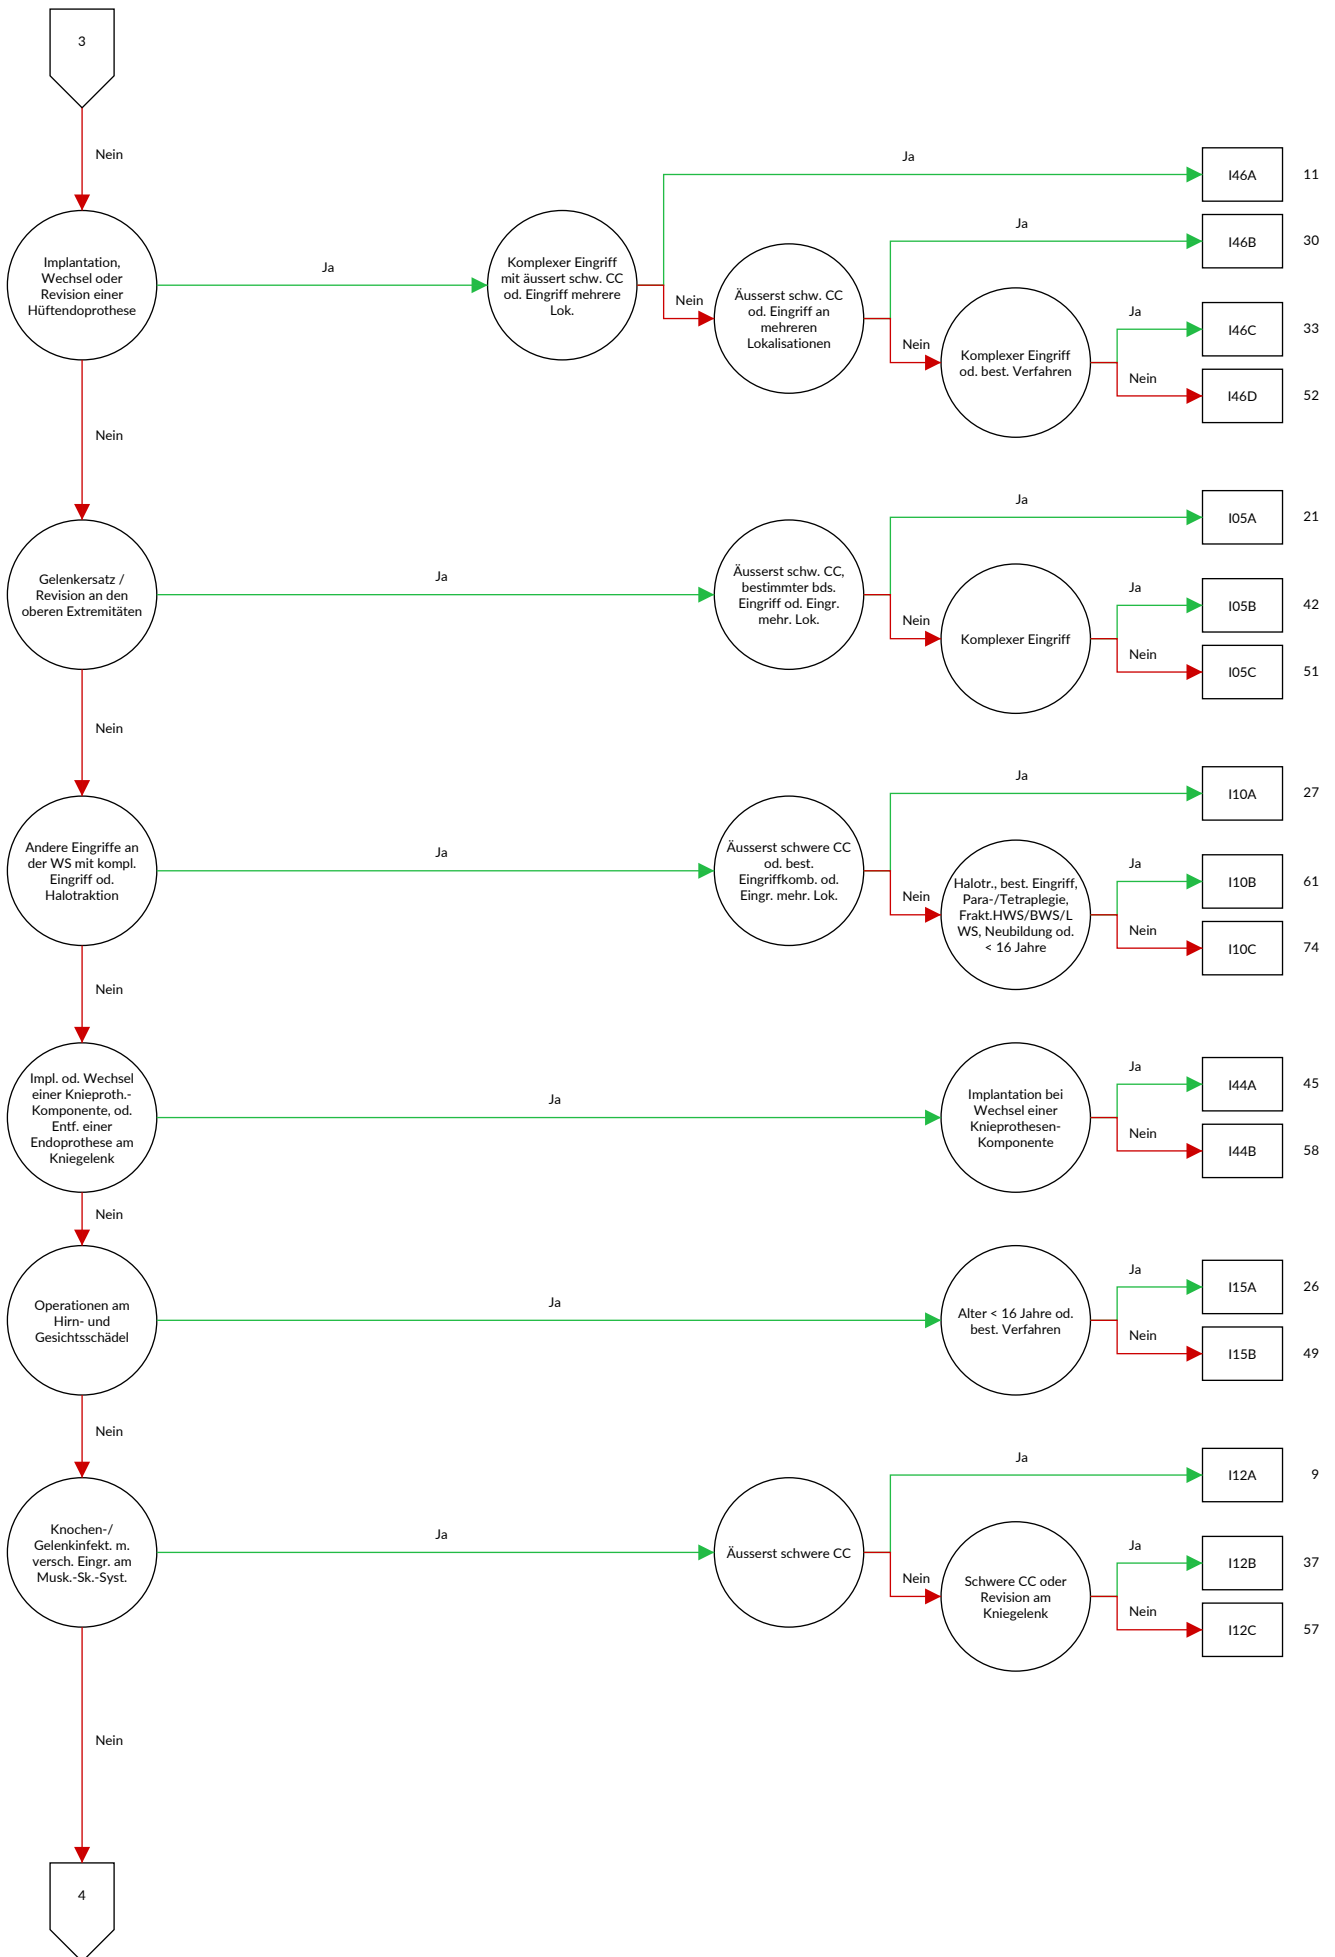 3
Nein
Implantation,
Wechsel oder
Revision einer
Hüftendoprothese
Ja
Komplexer Eingriff
mit äussert schw. CC
od. Eingriff mehrere
Lok.
Ja
I46A 11
Nein
Äusserst schw. CC
od. Eingriff an
mehreren
Lokalisationen
Ja
I46B 30
Nein
Komplexer Eingriff
od. best. Verfahren
Ja
I46C 33
Nein
I46D 52
Nein
Gelenkersatz /
Revision an den
oberen Extremitäten
Ja
Äusserst schw. CC,
bestimmter bds.
Eingriff od. Eingr.
mehr. Lok.
Ja
I05A 21
Nein
Komplexer Eingriff
Ja
I05B 42
Nein
I05C 51
Nein
Andere Eingriffe an
der WS mit kompl.
Eingriff od.
Halotraktion
Ja
Äusserst schwere CC
od. best.
Eingriffkomb. od.
Eingr. mehr. Lok.
Ja
I10A 27
Nein
Halotr., best. Eingriff,
Para-/Tetraplegie,
Frakt.HWS/BWS/L
WS, Neubildung od.
< 16 Jahre
Ja
I10B 61
Nein
I10C 74
Nein
Impl. od. Wechsel
einer Knieproth.-
Komponente, od.
Entf. einer
Endoprothese am
Kniegelenk
Ja
Implantation bei
Wechsel einer
Knieprothesen-
Komponente
Ja
I44A 45
Nein
I44B 58
Nein
Operationen am
Hirn- und
Gesichtsschädel
Ja
Alter < 16 Jahre od.
best. Verfahren
Ja
I15A 26
Nein
I15B 49
Nein
Knochen-/
Gelenkinfekt. m.
versch. Eingr. am
Musk.-Sk.-Syst.
Ja
Äusserst schwere CC
Ja
I12A 9
Nein
Schwere CC oder
Revision am
Kniegelenk
Ja
I12B 37
Nein
I12C 57
Nein
4